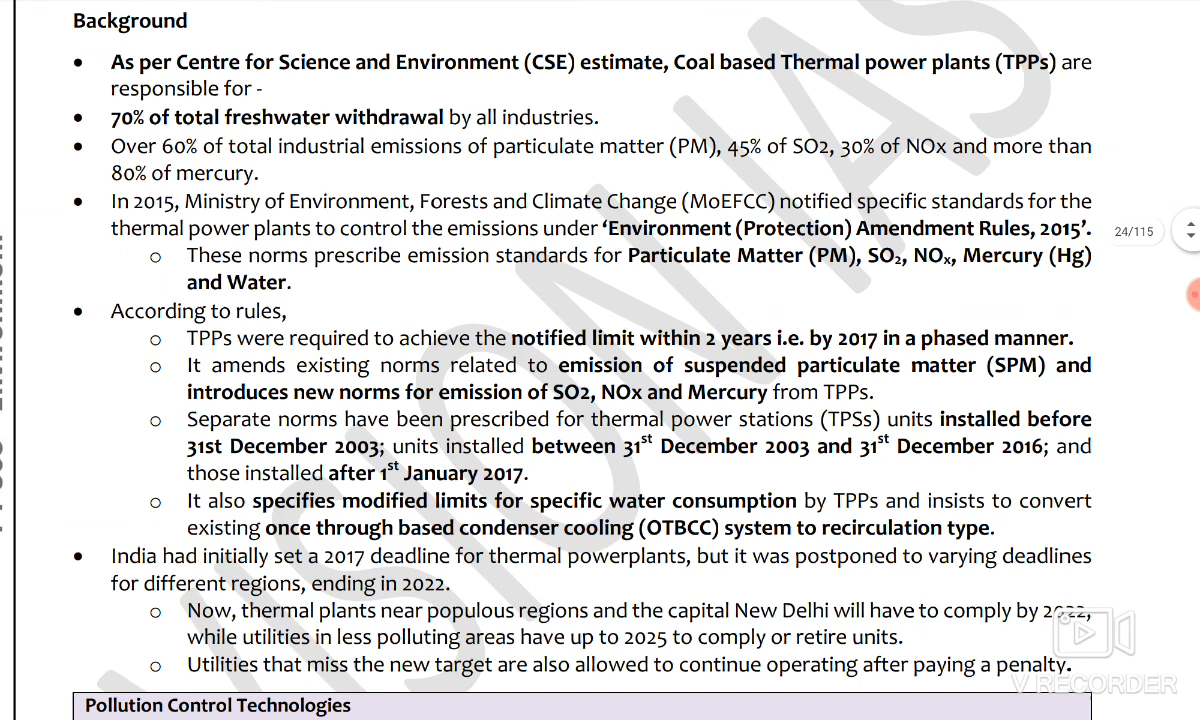 Background
• As per Centre for Science and Environment (CSE) estimate, Coal based Thermal power plants (TPPs) are
responsible for -
• 70% of total freshwater withdrawal by all industries.
• Over 60% of total industrial emissions of particulate matter (PM), 45% of SO2, 30% of NOx and more than
80% of mercury.
• In 2015, Ministry of Environment, Forests and Climate Change (MoEFCC) notified specific standards for the
thermal power plants to control the emissions under ‘Environment (Protection) Amendment Rules, 2015’.
24/115
o These norms prescribe emission standards for Particulate Matter (PM), SO₂, NOₓ, Mercury (Hg)
and Water.
• According to rules,
o TPPs were required to achieve the notified limit within 2 years i.e. by 2017 in a phased manner.
o It amends existing norms related to emission of suspended particulate matter (SPM) and
introduces new norms for emission of SO2, NOx and Mercury from TPPs.
o Separate norms have been prescribed for thermal power stations (TPSs) units installed before
31st December 2003; units installed between 31st December 2003 and 31st December 2016; and
those installed after 1st January 2017.
o It also specifies modified limits for specific water consumption by TPPs and insists to convert
existing once through based condenser cooling (OTBCC) system to recirculation type.
• India had initially set a 2017 deadline for thermal powerplants, but it was postponed to varying deadlines
for different regions, ending in 2022.
o Now, thermal plants near populous regions and the capital New Delhi will have to comply by 2022,
while utilities in less polluting areas have up to 2025 to comply or retire units.
o Utilities that miss the new target are also allowed to continue operating after paying a penalty.
Pollution Control Technologies
VISION IAS
V RECORDER